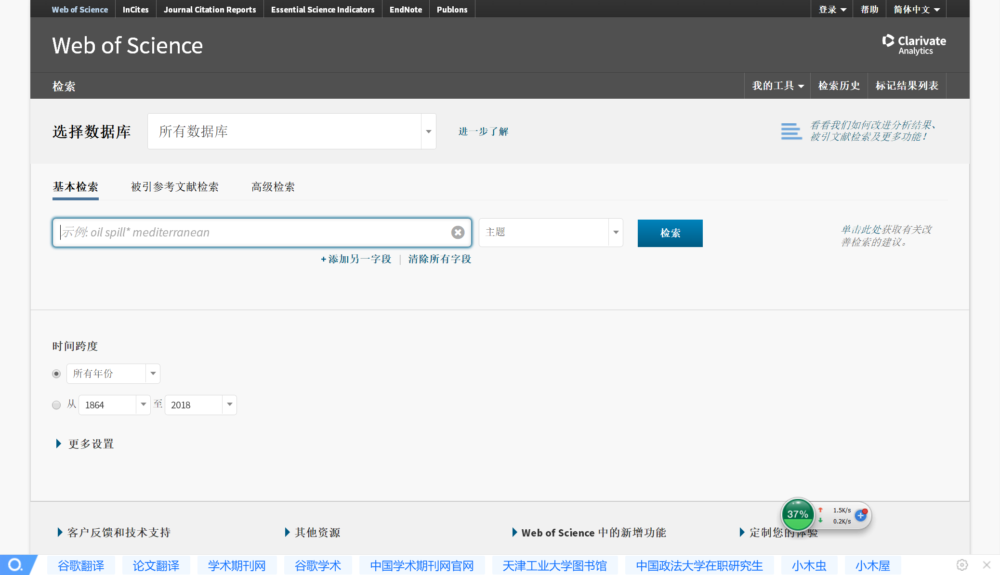 Web of Science InCites Journal Citation Reports Essential Science Indicators EndNote Publons 登录 帮助 简体中文
Web of Science
Clarivate
Analytics
检索 我的工具 检索历史 标记结果列表
选择数据库 所有数据库 进一步了解
看看我们如何改进分析结果、
被引文献检索及更多功能！
基本检索 被引参考文献检索 高级检索
示例: oil spill* mediterranean 主题 检索
单击此处获取有关改
善检索的建议。
+添加另一字段 | 清除所有字段
时间跨度
所有年份
从 1864 至 2018
更多设置
37% 1.5K/s
0.2K/s
客户反馈和技术支持 其他资源 Web of Science 中的新增功能 定制您的体验
谷歌翻译 论文翻译 学术期刊网 谷歌学术 中国学术期刊网官网 天津工业大学图书馆 中国政法大学在职研究生 小木虫 小木屋